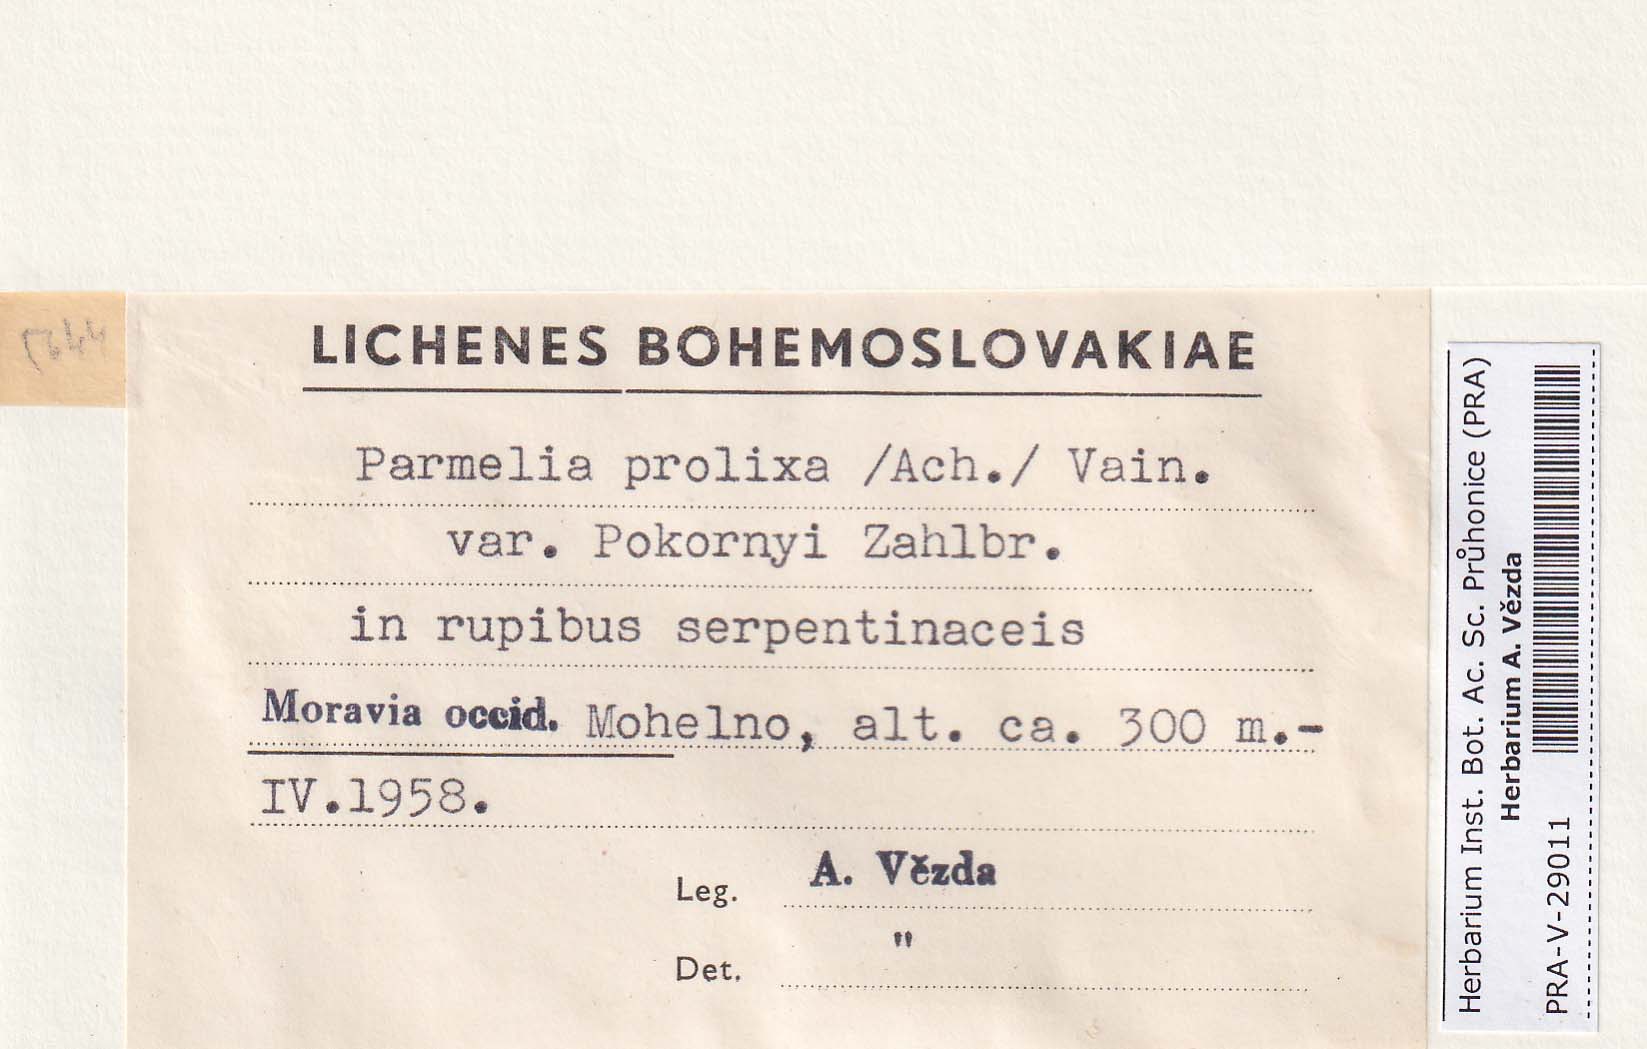 LICHENES BOHEMOSLOVAKIAE
Parmelia prolixa /Ach./ Vain.
var. Pokornyi Zahlbr.
in rupibus serpentinaceis
Moravia occid. Mohelno, alt. ca. 300 m.-
IV.1958.
Leg. A. Vězda
Det. "
Herbarium Inst. Bot. Ac. Sc. Průhonice (PRA)
Herbarium A. Vězda
PRA-V-29011